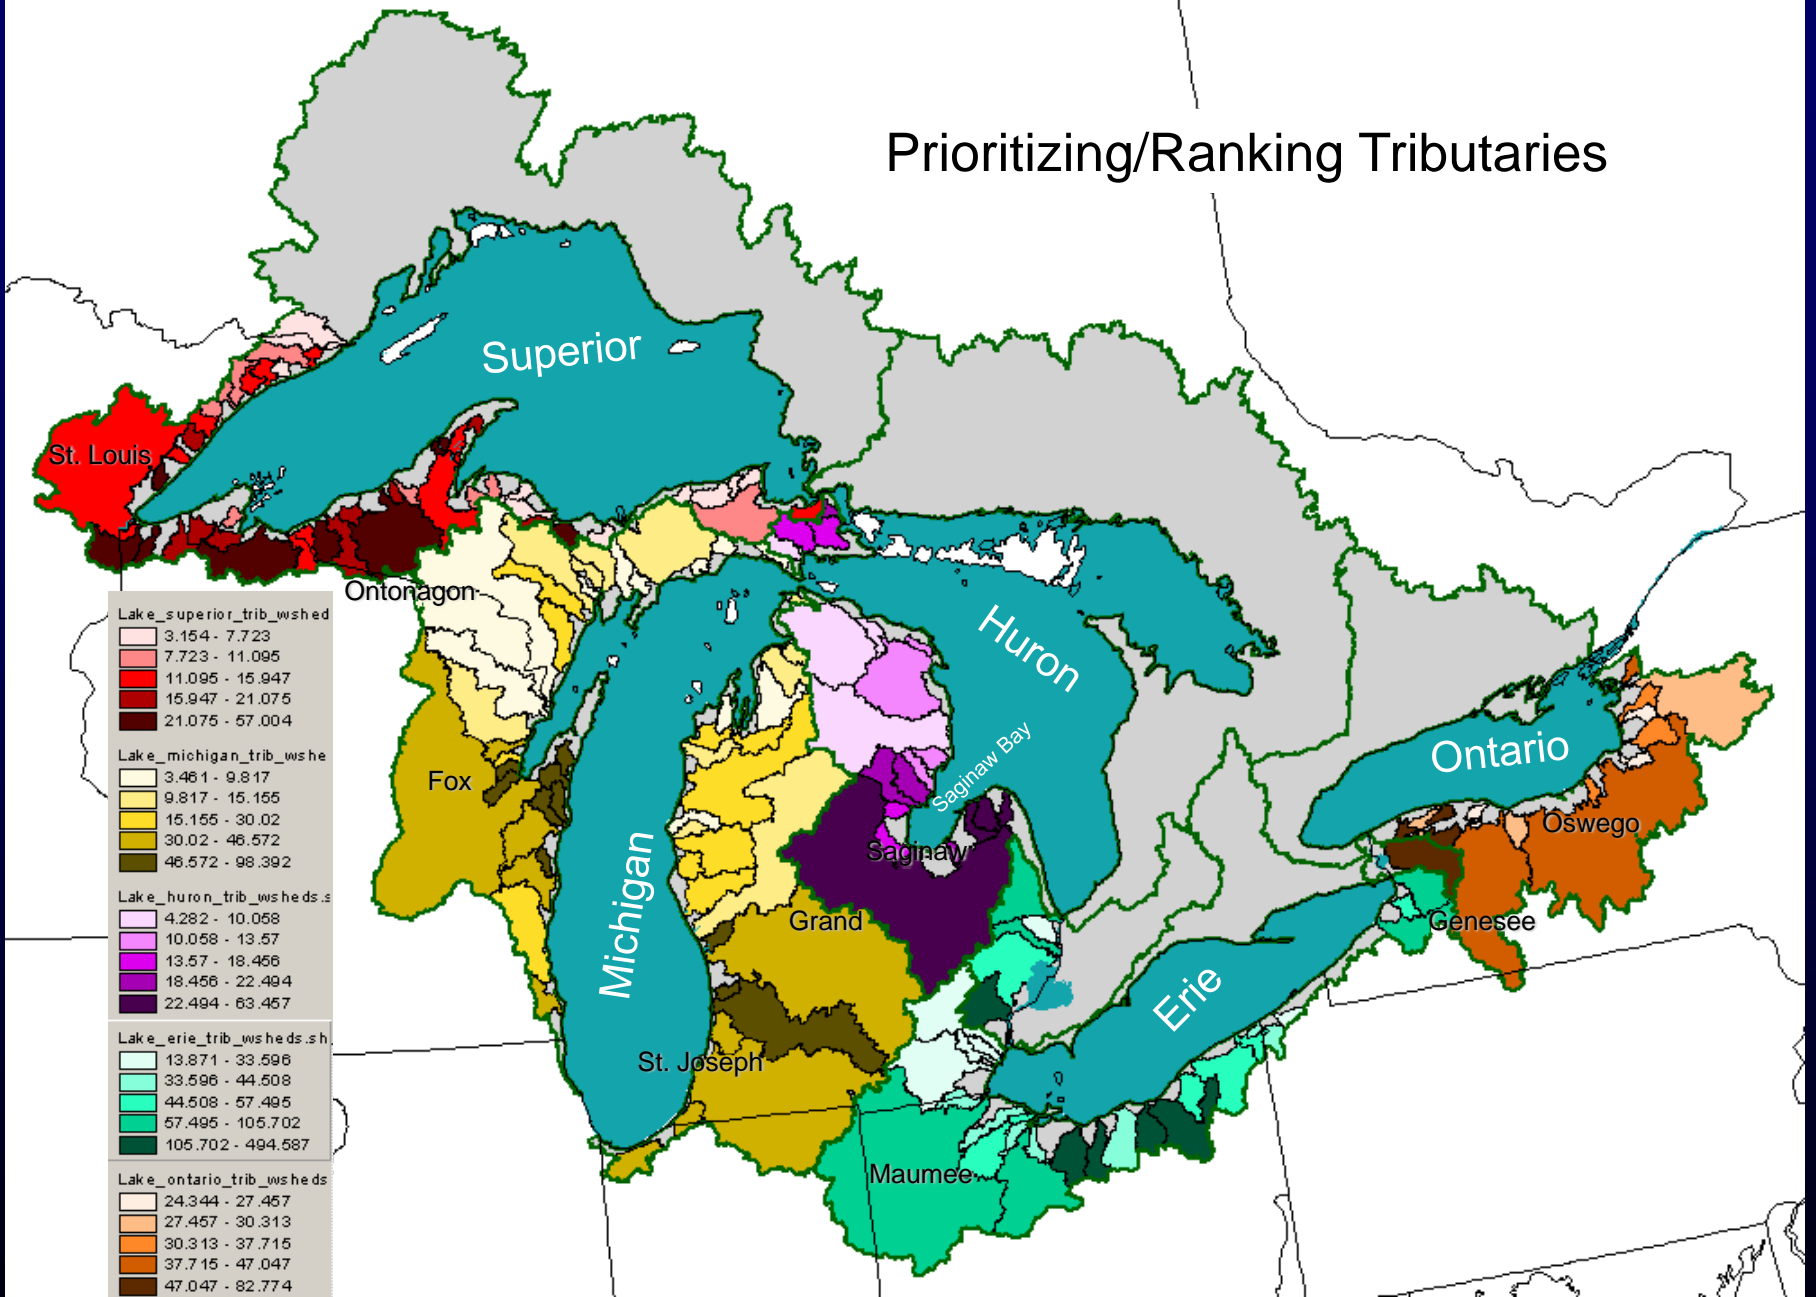 Prioritizing/Ranking Tributaries
Superior
St. Louis
Ontonagon
Huron
Saginaw Bay
Ontario
Fox
Oswego
Michigan
Saginaw
Grand
Genesee
Erie
St. Joseph
Maumee
Lake_superior_trib_wshed
3.154 - 7.723
7.723 - 11.095
11.095 - 15.947
15.947 - 21.075
21.075 - 57.004
Lake_michigan_trib_wshe
3.461 - 9.817
9.817 - 15.155
15.155 - 30.02
30.02 - 46.572
46.572 - 98.392
Lake_huron_trib_wsheds.s
4.282 - 10.058
10.058 - 13.57
13.57 - 18.456
18.456 - 22.494
22.494 - 63.457
Lake_erie_trib_wsheds.sh
13.871 - 33.596
33.596 - 44.508
44.508 - 57.495
57.495 - 105.702
105.702 - 494.587
Lake_ontario_trib_wsheds
24.344 - 27.457
27.457 - 30.313
30.313 - 37.715
37.715 - 47.047
47.047 - 82.774